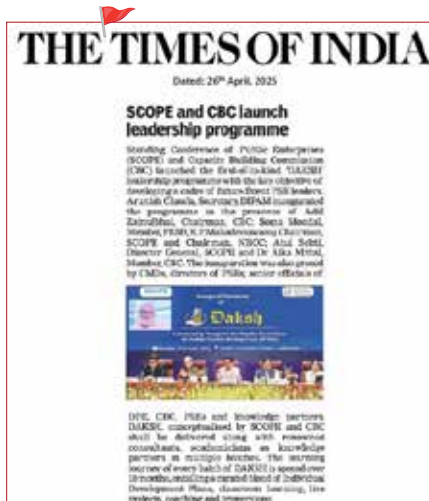 THE TIMES OF INDIA
Dated: 26th April, 2025
SCOPE and CBC launch
leadership programme
Standing Conference of Public Enterprises
(SCOPE) and Capacity Building Commission
(CBC) launched the first-of-its-kind 'DAKSH'
leadership programme with the key objective of
developing a cadre of future fluent PSE leaders.
Arunish Chawla, Secretary, DIPAM inaugurated
the programme in the presence of Adil
Zainulbhai, Chairman, CBC;
Member, PESB; K P Mahadevaswamy, Chairman,
SCOPE and Chairman, NBCC; Atul Sobti,
Director General, SCOPE and Dr Alka Mittal,
Member, CBC. The inauguration was also graced
by CMDs, directors of PSEs; senior officials of
Daksh
DPE, CBC, PSEs and knowledge partners.
DAKSH, conceptualised by SCOPE and CBC
shall be delivered along with renowned
consultants, academicians as knowledge
partners in multiple batches. The learning
journey of every batch of DAKSH is spread over
10 months, entailing a curated blend of Individual
Development Plans, classroom learning, live
projects, coaching and